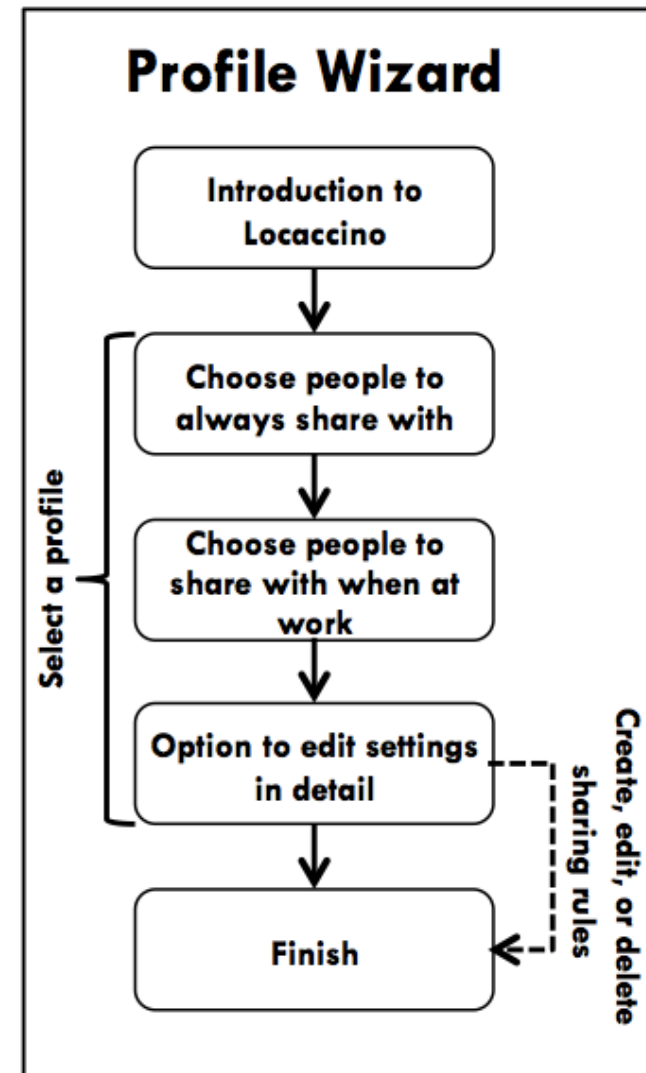 Profile Wizard
Introduction to
Locaccino
Choose people to
always share with
Select a profile
Choose people to
share with when at
work
Option to edit settings
in detail
Create, edit, or delete
sharing rules
Finish